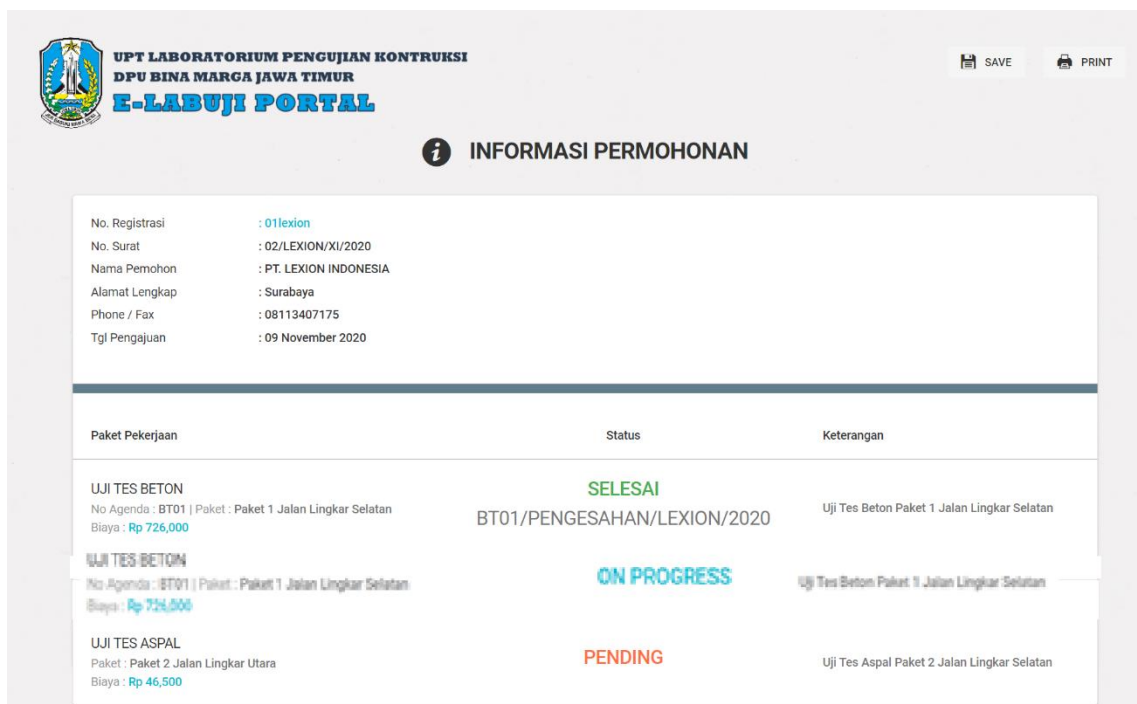 UPT LABORATORIUM PENGUJIAN KONTRUKSI
DPU BINA MARGA JAWA TIMUR
E-LABUJI PORTAL
SAVE
PRINT
INFORMASI PERMOHONAN
No. Registrasi : 01lexion
No. Surat : 02/LEXION/XI/2020
Nama Pemohon : PT. LEXION INDONESIA
Alamat Lengkap : Surabaya
Phone / Fax : 08113407175
Tgl Pengajuan : 09 November 2020
Paket Pekerjaan Status Keterangan
UJI TES BETON
No Agenda : BT01 | Paket : Paket 1 Jalan Lingkar Selatan
Biaya : Rp 726,000
SELESAI
BT01/PENGESAHAN/LEXION/2020
Uji Tes Beton Paket 1 Jalan Lingkar Selatan
UJI TES BETON
No Agenda : BT01 | Paket : Paket 1 Jalan Lingkar Selatan
Biaya : Rp 726,000
ON PROGRESS
Uji Tes Beton Paket 1 Jalan Lingkar Selatan
UJI TES ASPAL
Paket : Paket 2 Jalan Lingkar Utara
Biaya : Rp 46,500
PENDING
Uji Tes Aspal Paket 2 Jalan Lingkar Selatan